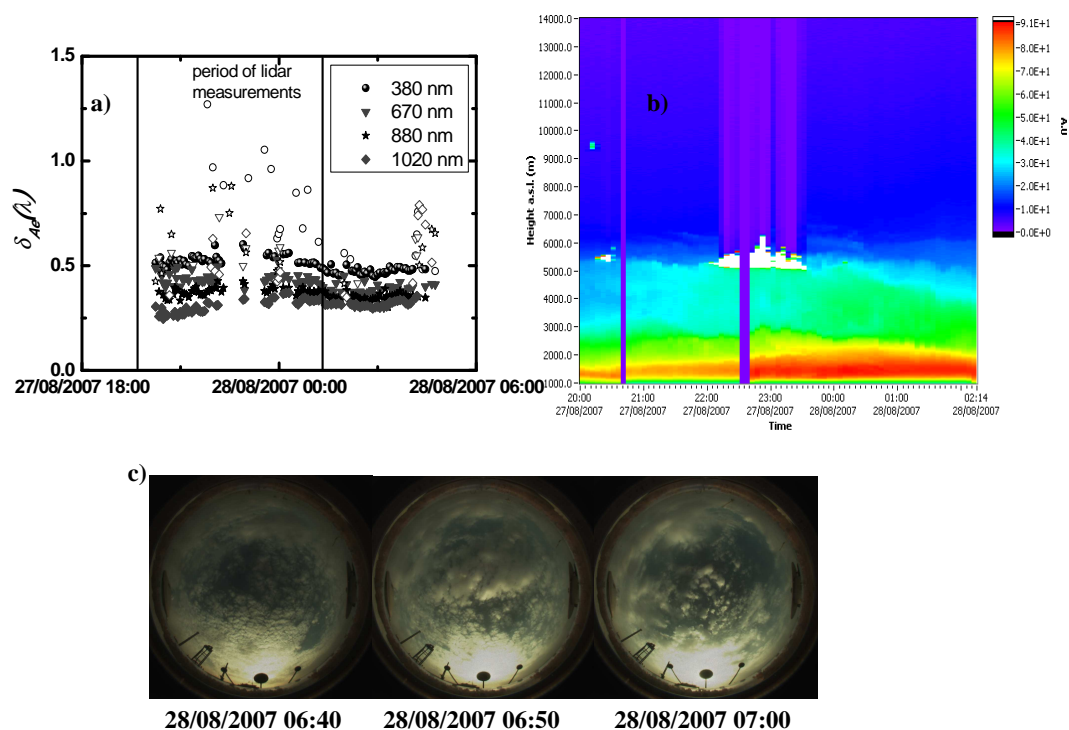 a)
period of lidar
measurements
380 nm
670 nm
880 nm
1020 nm
1.5
1.0
0.5
0.0
δAe(λ)
27/08/2007 18:00
28/08/2007 00:00
28/08/2007 06:00
b)
14000.0
13000.0
12000.0
11000.0
10000.0
9000.0
8000.0
7000.0
6000.0
5000.0
4000.0
3000.0
2000.0
1000.0
Height a.s.l. (m)
20:00 21:00 22:00 23:00 00:00 01:00 02:14
27/08/2007 27/08/2007 27/08/2007 27/08/2007 28/08/2007 28/08/2007 28/08/2007
Time
9.1E+1
8.0E+1
7.0E+1
6.0E+1
5.0E+1
4.0E+1
3.0E+1
2.0E+1
1.0E+1
0.0E+0
c)
28/08/2007 06:40
28/08/2007 06:50
28/08/2007 07:00